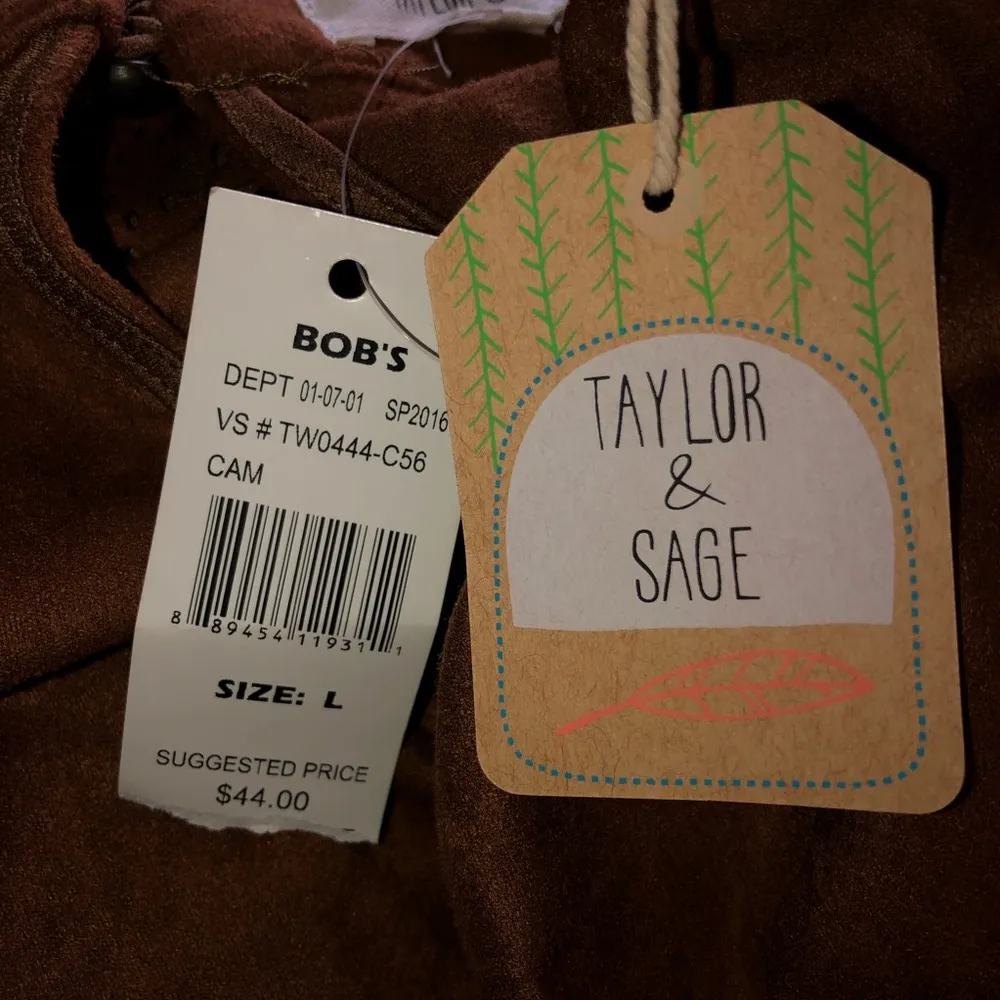 BOB'S
DEPT 01-07-01 SP2016
VS # TW0444-C56
CAM
8 89454 11931 1
SIZE: L
SUGGESTED PRICE
$44.00
TAYLOR
&
SAGE